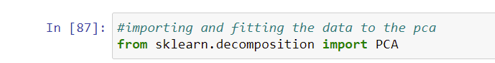 In [87]: #importing and fitting the data to the pca
from sklearn.decomposition import PCA